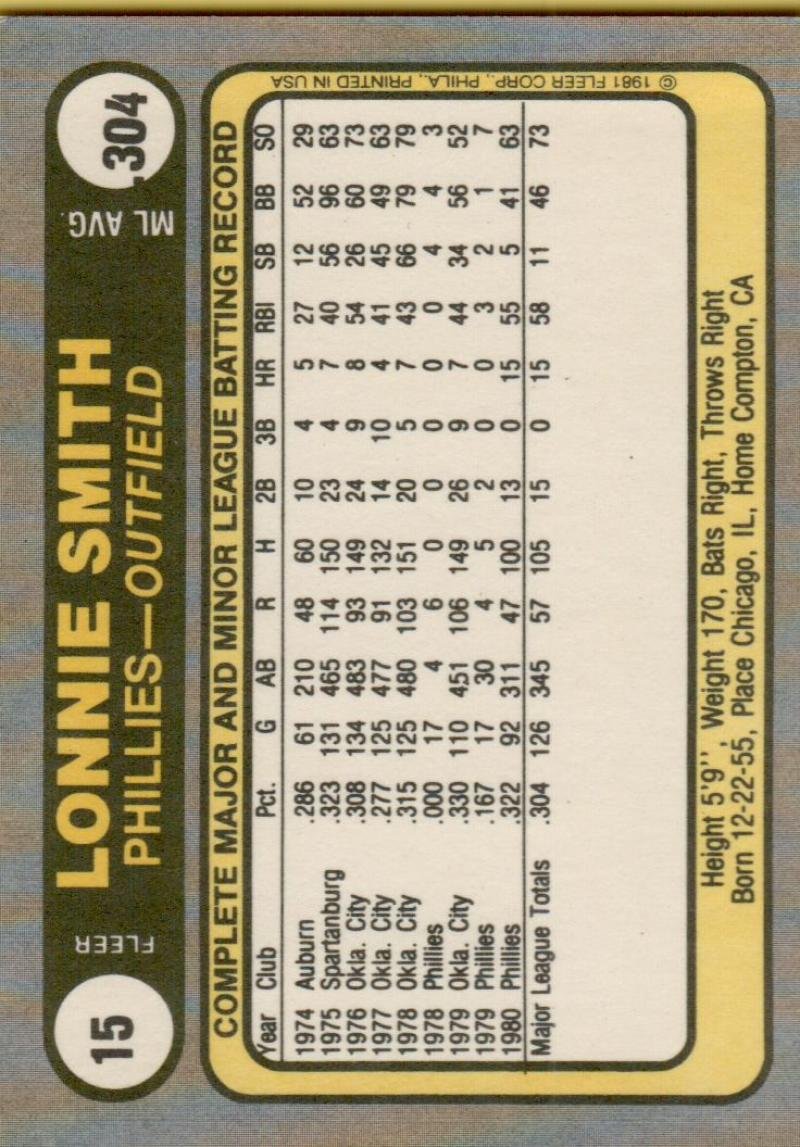 15
FLEER
LONNIE SMITH
PHILLIES—OUTFIELD
ML AVG.
.304
COMPLETE MAJOR AND MINOR LEAGUE BATTING RECORD
Year Club Pct. G AB R H 2B 3B HR RBI SB BB SO
1974 Auburn .286 61 210 48 60 10 4 5 27 12 52 29
1975 Spartanburg .323 131 465 114 150 23 4 7 40 56 96 63
1976 Okla. City .308 134 483 93 149 24 9 8 54 26 60 73
1977 Okla. City .277 125 477 91 132 14 10 4 41 45 49 63
1978 Okla. City .315 125 480 103 151 20 5 7 43 66 79 79
1978 Phillies .000 17 4 6 0 0 0 0 0 4 4 3
1979 Okla. City .330 110 451 106 149 26 9 7 44 34 56 52
1979 Phillies .167 17 30 4 5 2 0 0 3 2 1 7
1980 Phillies .322 92 311 47 100 13 0 15 55 5 41 63
Major League Totals .304 126 345 57 105 15 0 15 58 11 46 73
Height 5'9'', Weight 170, Bats Right, Throws Right
Born 12-22-55, Place Chicago, IL, Home Compton, CA
© 1981 FLEER CORP., PHILA., PRINTED IN USA